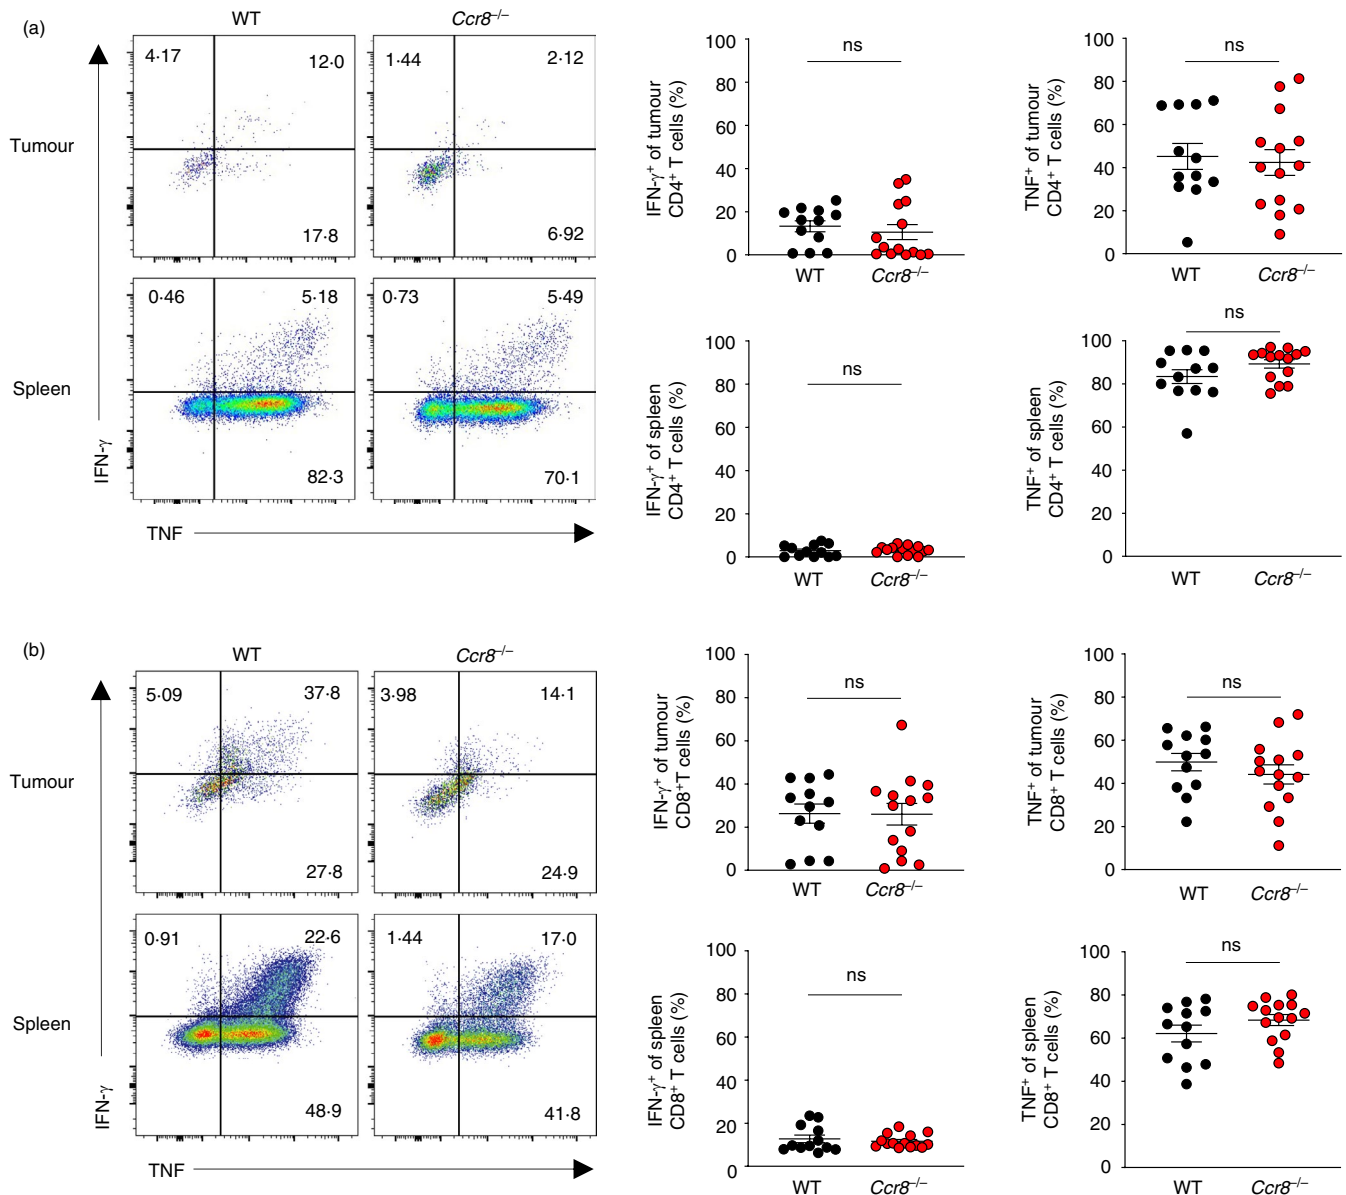 (a)
WT
Ccr8–/–
Tumour
4·17
12·0
17·8
1·44
2·12
6·92
Spleen
0·46
5·18
82·3
0·73
5·49
70·1
IFN-γ
TNF
IFN-γ+ of tumour
CD4+ T cells (%)
100
80
60
40
20
0
ns
WT
Ccr8–/–
TNF+ of tumour
CD4+ T cells (%)
100
80
60
40
20
0
ns
WT
Ccr8–/–
IFN-γ+ of spleen
CD4+ T cells (%)
100
80
60
40
20
0
ns
WT
Ccr8–/–
TNF+ of spleen
CD4+ T cells (%)
100
80
60
40
20
0
ns
WT
Ccr8–/–
(b)
WT
Ccr8–/–
Tumour
5·09
37·8
27·8
3·98
14·1
24·9
Spleen
0·91
22·6
48·9
1·44
17·0
41·8
IFN-γ
TNF
IFN-γ+ of tumour
CD8+T cells (%)
100
80
60
40
20
0
ns
WT
Ccr8–/–
TNF+ of tumour
CD8+ T cells (%)
100
80
60
40
20
0
ns
WT
Ccr8–/–
IFN-γ+ of spleen
CD8+ T cells (%)
100
80
60
40
20
0
ns
WT
Ccr8–/–
TNF+ of spleen
CD8+ T cells (%)
100
80
60
40
20
0
ns
WT
Ccr8–/–